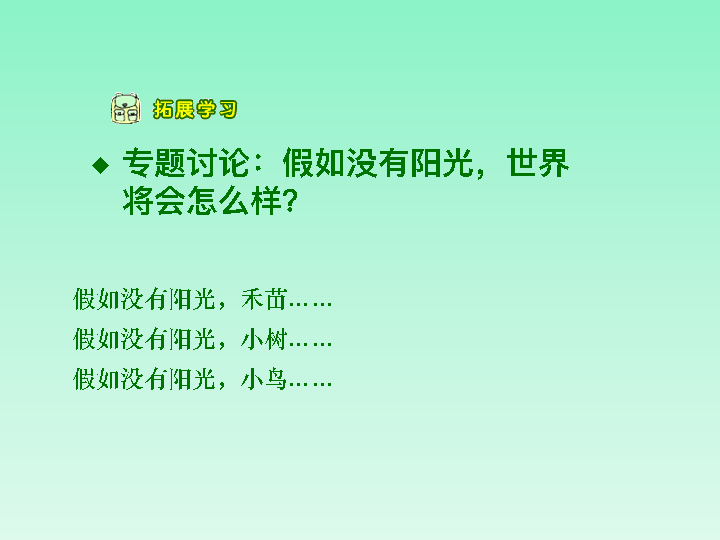 拓展学习
◆ 专题讨论：假如没有阳光，世界
将会怎么样？
假如没有阳光，禾苗……
假如没有阳光，小树……
假如没有阳光，小鸟……